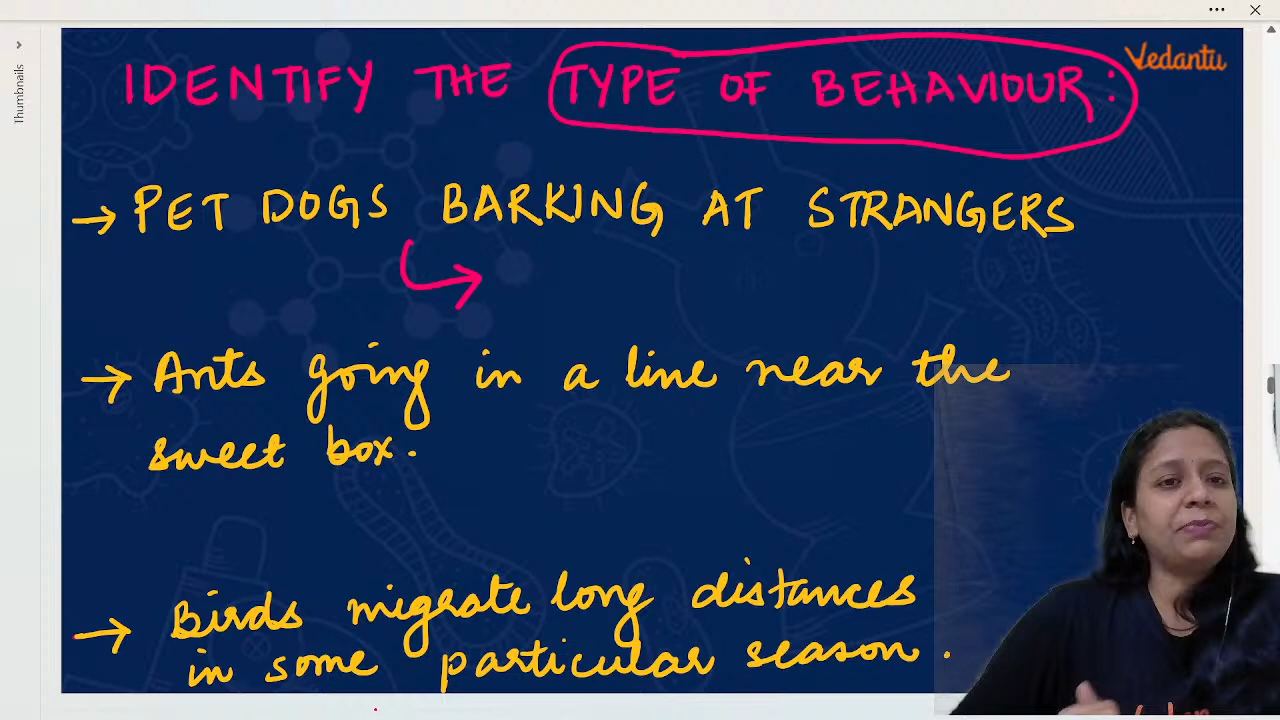 Thumbnails
Vedantu
IDENTIFY THE TYPE OF BEHAVIOUR:
→ PET DOGS BARKING AT STRANGERS
→ Ants going in a line near the
sweet box.
→ Birds migrate long distances
in some particular season.